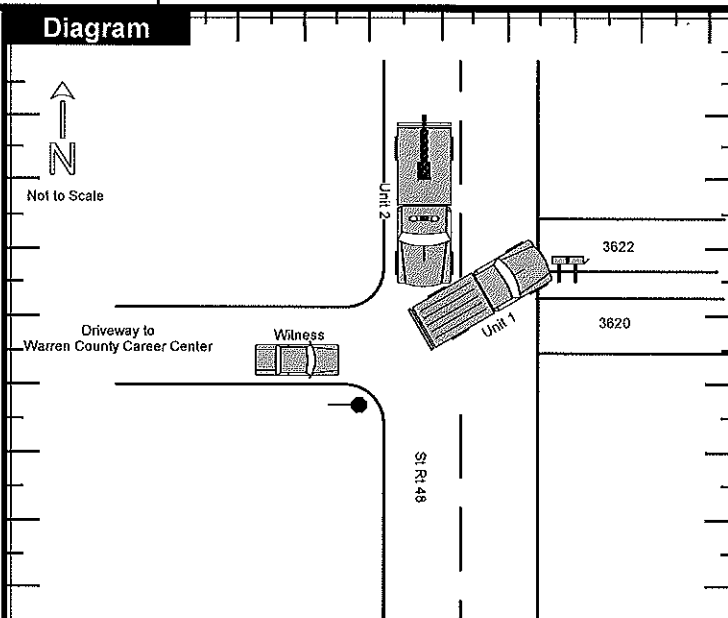 Diagram
N
Not to Scale
Unit 2
3622
3620
Unit 1
Driveway to
Warren County Career Center
Witness
St Rt 48